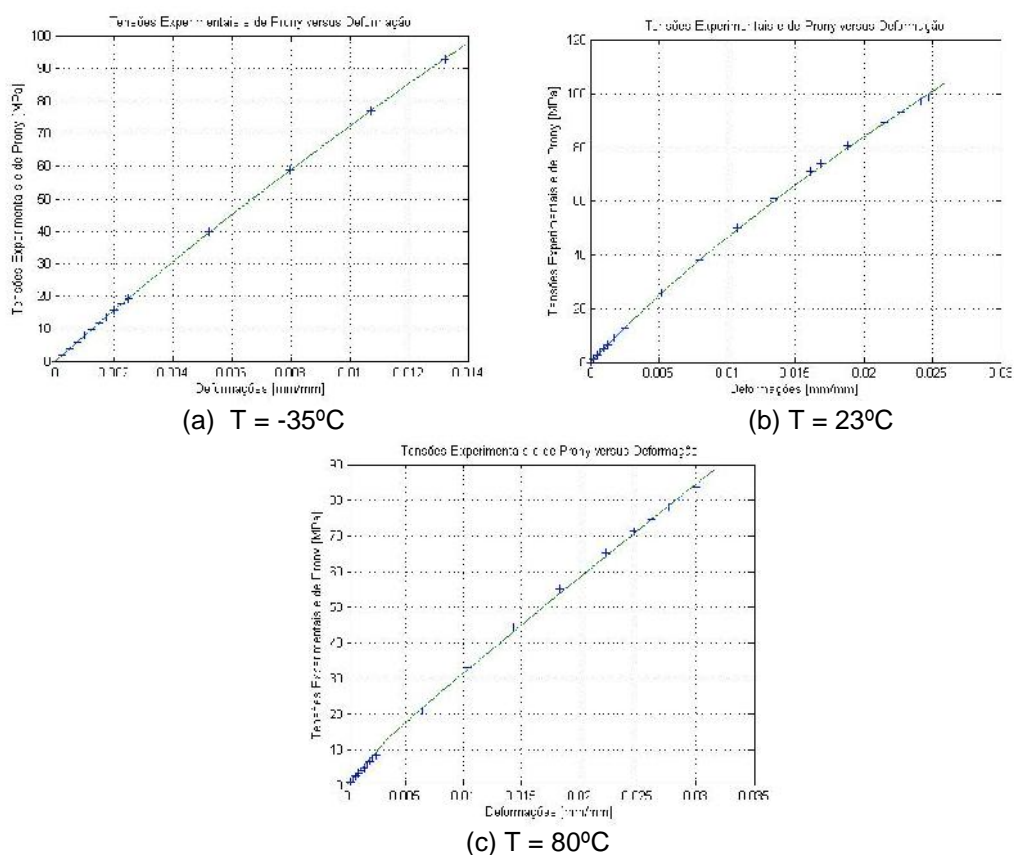 Tensões Experimentais e de Prony versus Deformação
Tensões Experimentais e de Prony [MPa]
100
90
80
70
60
50
40
30
20
10
0
0 0.002 0.004 0.006 0.008 0.01 0.012 0.014
Deformações [mm/mm]
(a) T = -35ºC
Tensões Experimentais e de Prony versus Deformação
Tensões Experimentais e de Prony [MPa]
120
100
80
60
40
20
0
0 0.005 0.01 0.015 0.02 0.025 0.03
Deformações [mm/mm]
(b) T = 23ºC
Tensões Experimentais e de Prony versus Deformação
Tensões Experimentais e de Prony [MPa]
90
80
70
60
50
40
30
20
10
0
0 0.005 0.01 0.015 0.02 0.025 0.03 0.035
Deformações [mm/mm]
(c) T = 80ºC